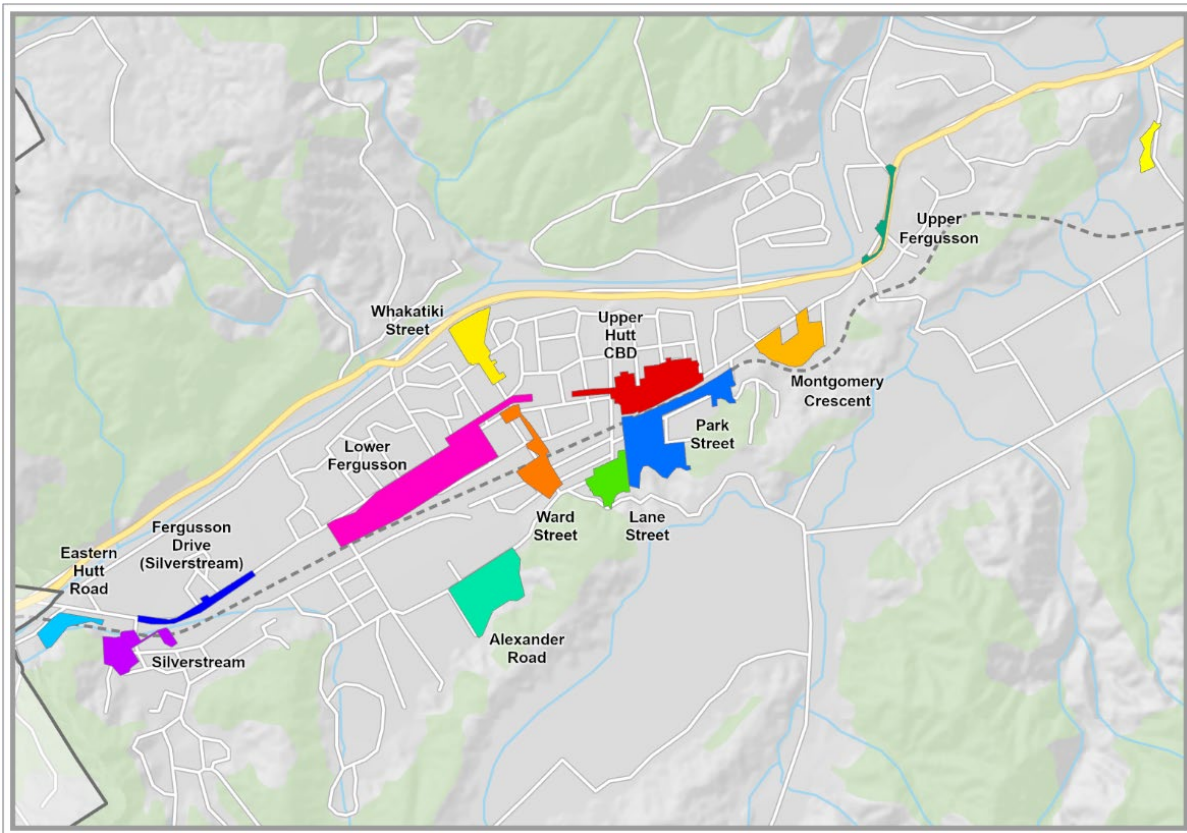 Upper
Fergusson
Whakatiki
Street
Upper
Hutt
CBD
Montgomery
Crescent
Park
Street
Lower
Fergusson
Ward
Street
Lane
Street
Fergusson
Drive
(Silverstream)
Eastern
Hutt
Road
Alexander
Road
Silverstream